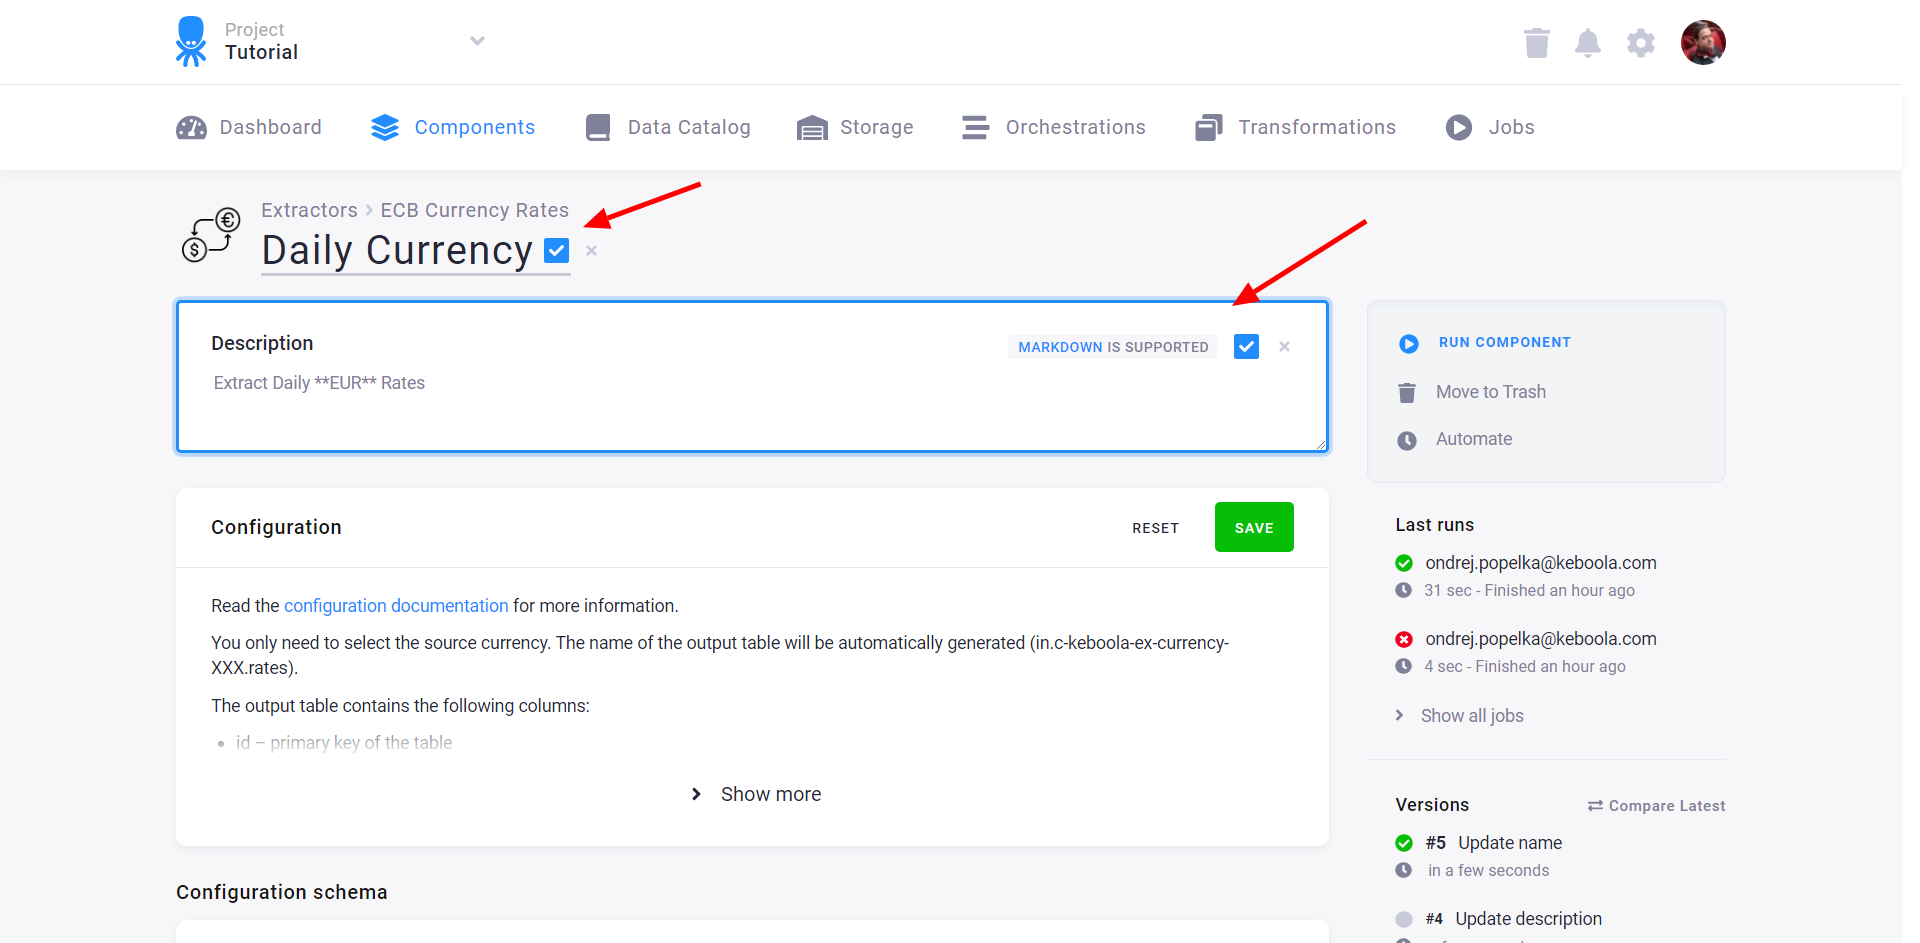 Project
Tutorial
Dashboard
Components
Data Catalog
Storage
Orchestrations
Transformations
Jobs
Extractors > ECB Currency Rates
Daily Currency
Description
MARKDOWN IS SUPPORTED
Extract Daily **EUR** Rates
RUN COMPONENT
Move to Trash
Automate
Configuration
RESET
SAVE
Read the configuration documentation for more information.
You only need to select the source currency. The name of the output table will be automatically generated (in.c-keboola-ex-currency-
XXX.rates).
The output table contains the following columns:
• id – primary key of the table
Show more
Configuration schema
Last runs
ondrej.popelka@keboola.com
31 sec - Finished an hour ago
ondrej.popelka@keboola.com
4 sec - Finished an hour ago
Show all jobs
Versions
Compare Latest
#5 Update name
in a few seconds
#4 Update description